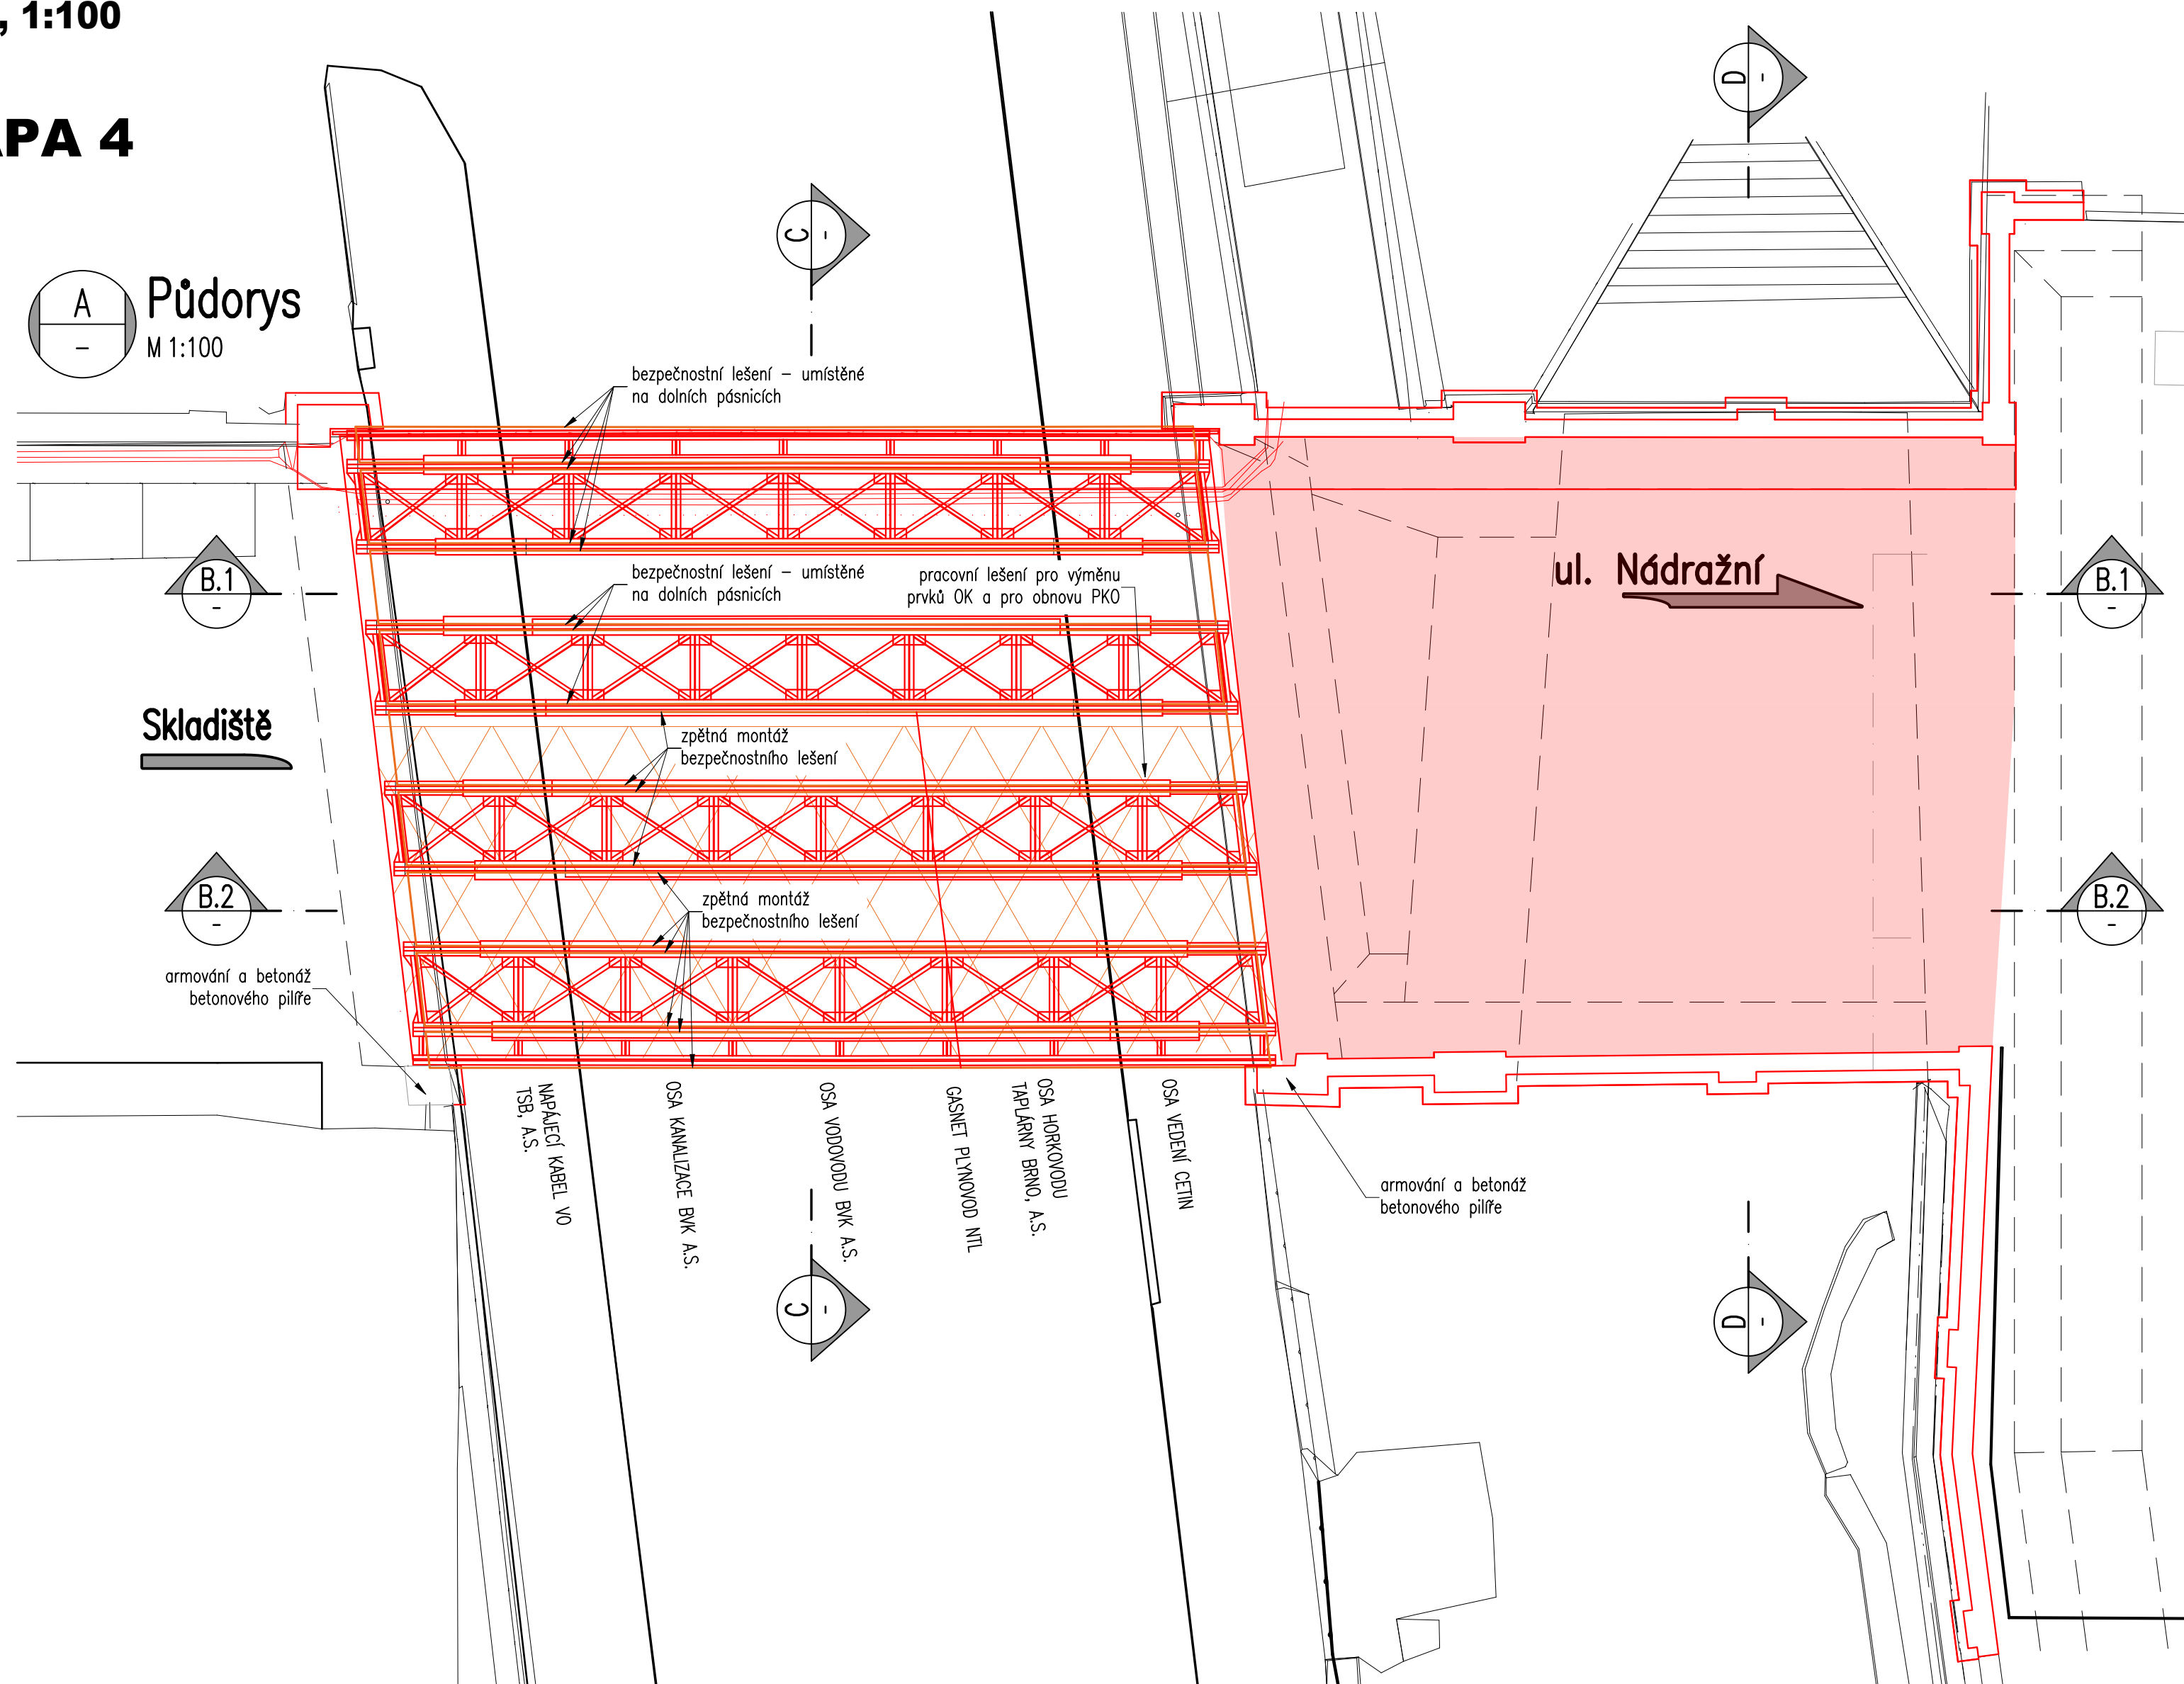 , 1:100
APA 4
A
-
Půdorys
M 1:100
C
-
D
-
bezpečnostní lešení – umístěné
na dolních pásnicích
bezpečnostní lešení – umístěné
na dolních pásnicích
pracovní lešení pro výměnu
prvků OK a pro obnovu PKO
ul. Nádražní
B.1
-
B.1
-
Skladiště
zpětná montáž
bezpečnostního lešení
B.2
-
B.2
-
zpětná montáž
bezpečnostního lešení
armování a betonáž
betonového pilíře
NAPÁJECÍ KABEL VO
TSB, A.S.
OSA KANALIZACE BVK A.S.
OSA VODOVODU BVK A.S.
GASNET PLYNOVOD NTL
OSA HORKOVODU
TAPLÁRNY BRNO, A.S.
OSA VEDENÍ CETIN
armování a betonáž
betonového pilíře
C
-
D
-